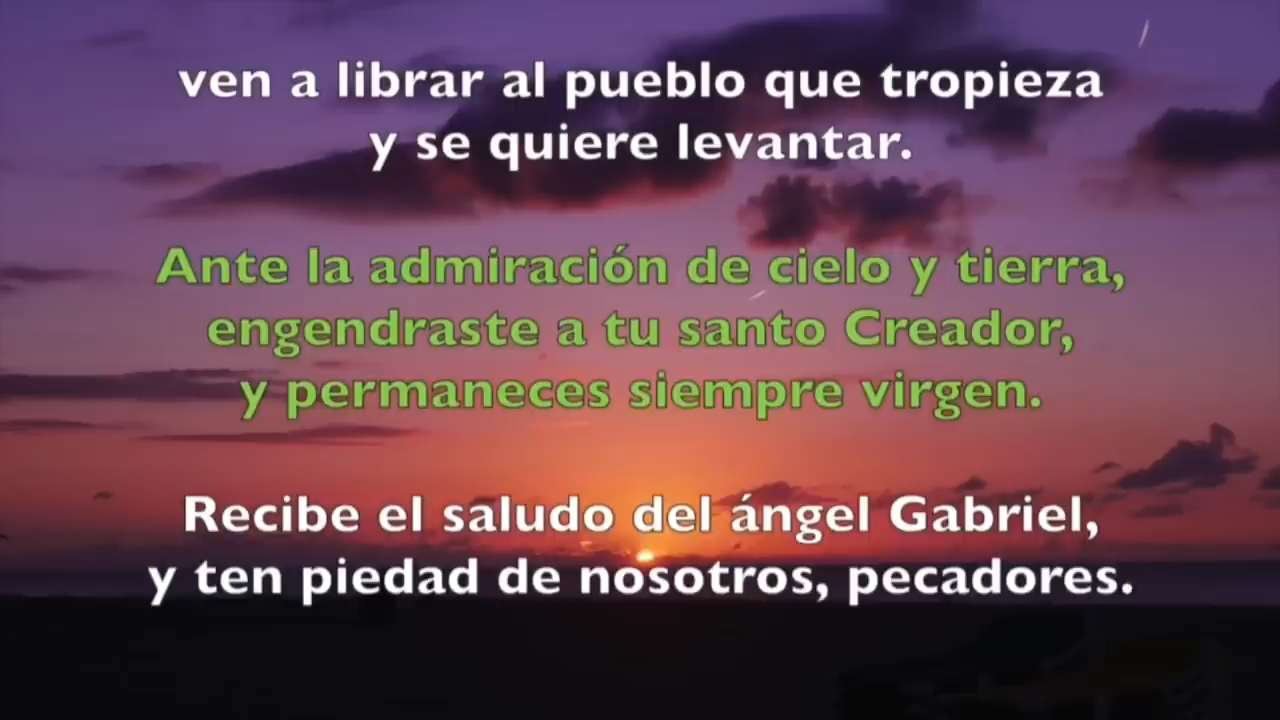 ven a librar al pueblo que tropieza
y se quiere levantar.
Ante la admiración de cielo y tierra,
engendraste a tu santo Creador,
y permaneces siempre virgen.
Recibe el saludo del ángel Gabriel,
y ten piedad de nosotros, pecadores.